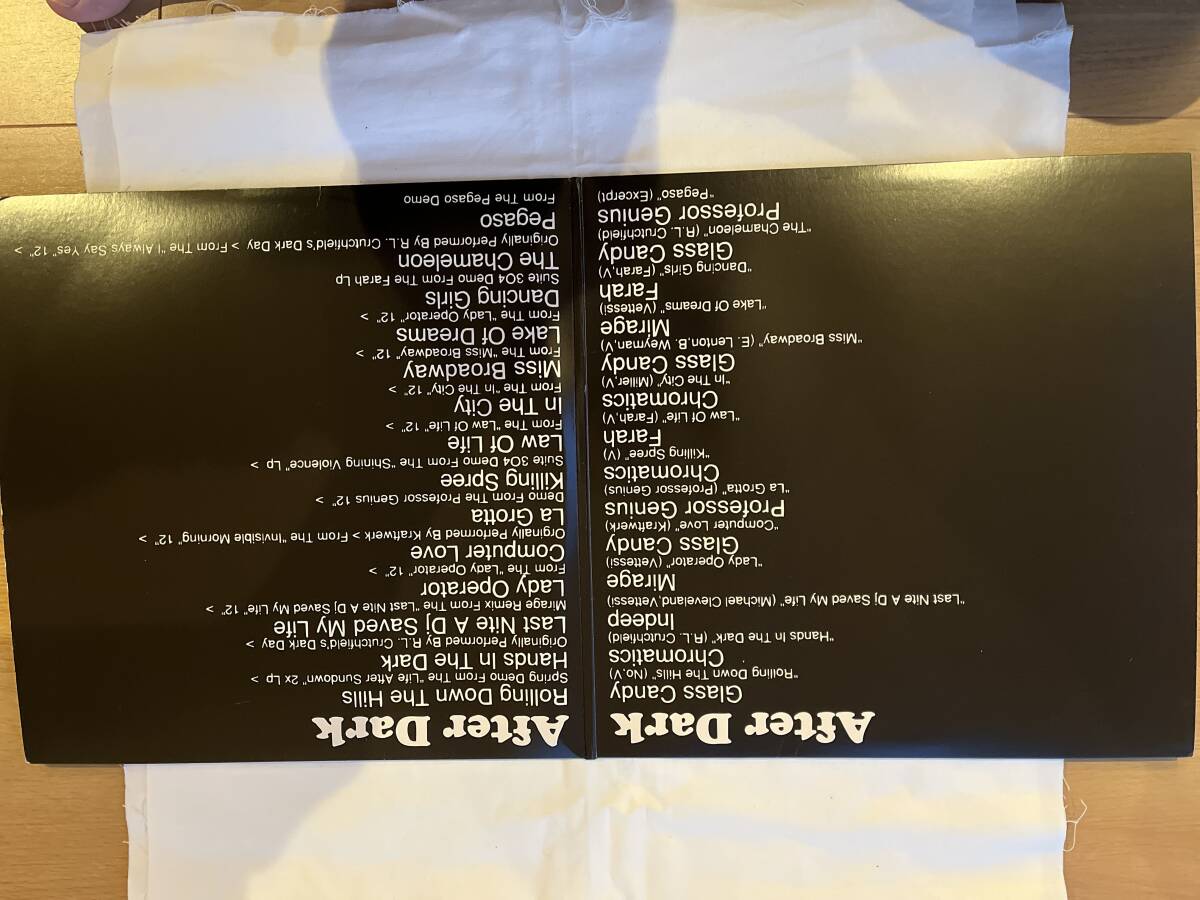 After Dark
Glass Candy
"Rolling Down The Hills" (No,V)
Chromatics
"Hands In The Dark" (R.L. Crutchfield)
Indeep
"Last Nite A Dj Saved My Life" (Michael Cleveland,Vettessi)
Mirage
"Lady Operator" (Vettessi)
Glass Candy
"Computer Love" (Kraftwerk)
Professor Genius
"La Grotta" (Professor Genius)
Chromatics
"Killing Spree" (V)
Farah
"Law Of Life" (Farah,V)
Chromatics
"In The City" (Miller,V)
Glass Candy
"Miss Broadway" (E. Lenton,B. Weyman,V)
Mirage
"Lake Of Dreams" (Vettessi)
Farah
"Dancing Girls" (Farah,V)
Glass Candy
"The Chameleon" (R.L. Crutchfield)
Professor Genius
"Pegaso" (Excerpt)
After Dark
Rolling Down The Hills
Spring Demo From The "Life After Sundown" 2x Lp >
Hands In The Dark
Originally Performed By R.L. Crutchfield's Dark Day >
Last Nite A Dj Saved My Life
Mirage Remix From The "Last Nite A Dj Saved My Life" 12" >
Lady Operator
From The "Lady Operator" 12" >
Computer Love
Orginally Performed By Kraftwerk > From The "Invisible Morning" 12" >
La Grotta
Demo From The Professor Genius 12" >
Killing Spree
Suite 304 Demo From The "Shining Violence" Lp >
Law Of Life
From The "Law Of Life" 12" >
In The City
From The "In The City" 12" >
Miss Broadway
From The "Miss Broadway" 12" >
Lake Of Dreams
From The "Lady Operator" 12" >
Dancing Girls
Suite 304 Demo From The Farah Lp
The Chameleon
Originally Performed By R.L. Crutchfield's Dark Day > From The "I Always Say Yes" 12" >
Pegaso
From The Pegaso Demo